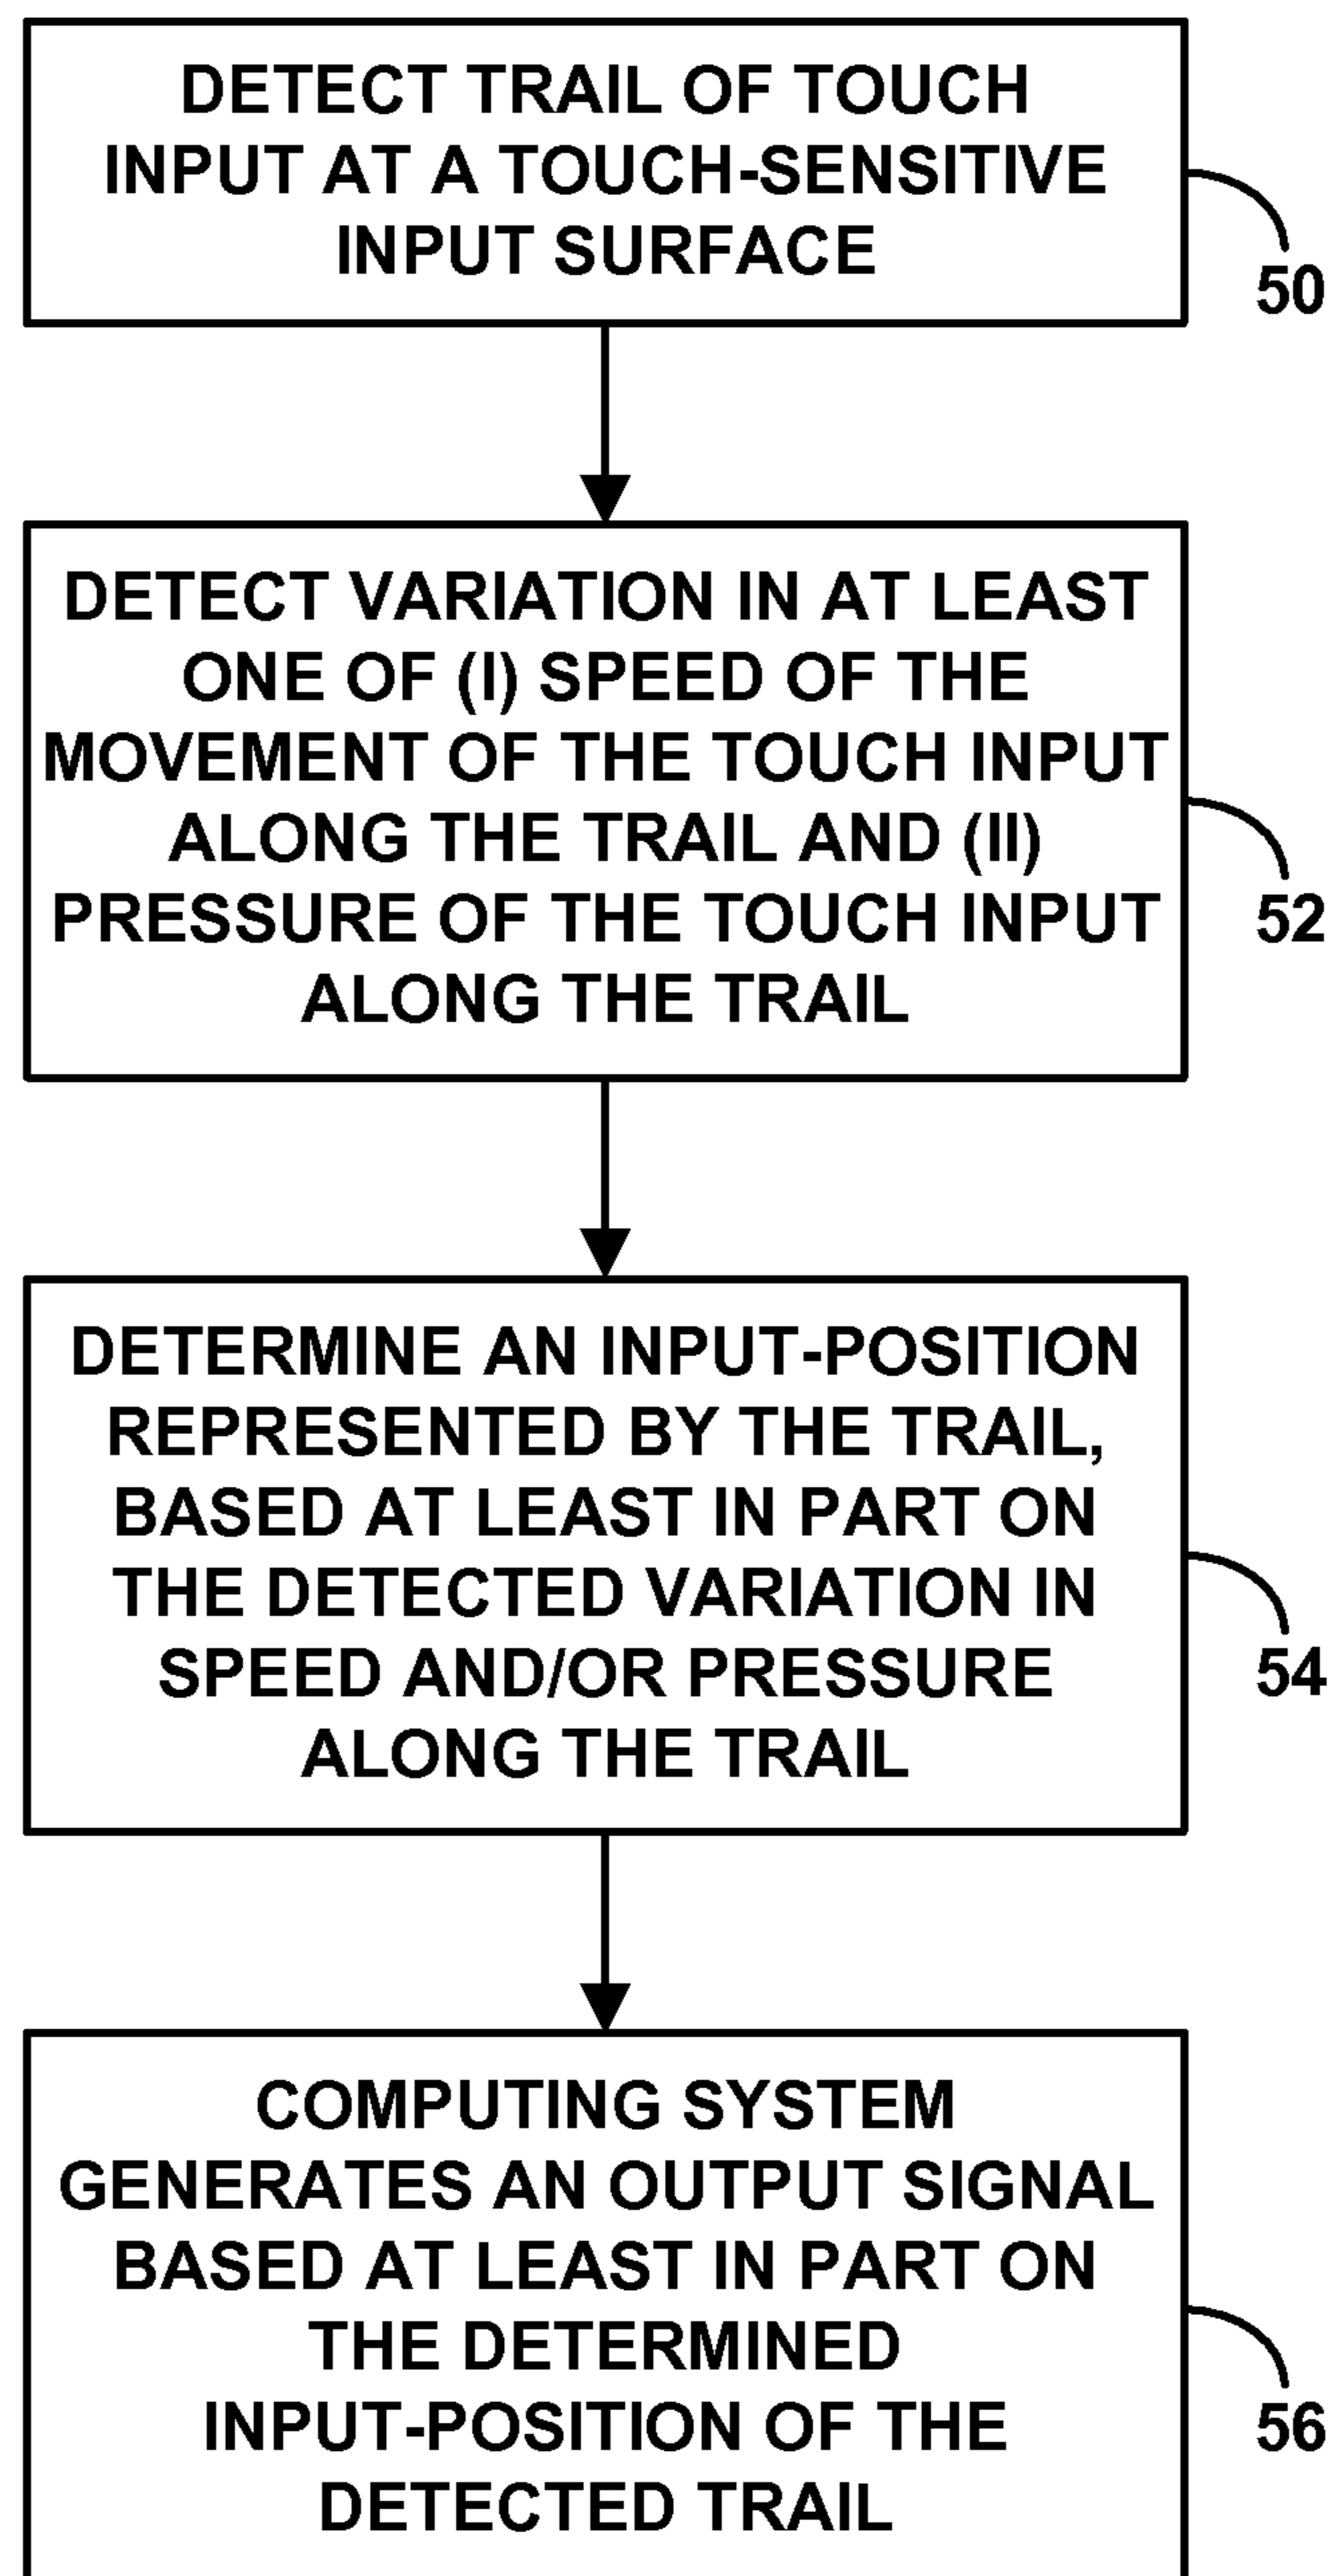 DETECT TRAIL OF TOUCH
INPUT AT A TOUCH-SENSITIVE
INPUT SURFACE
50
DETECT VARIATION IN AT LEAST
ONE OF (I) SPEED OF THE
MOVEMENT OF THE TOUCH INPUT
ALONG THE TRAIL AND (II)
PRESSURE OF THE TOUCH INPUT
ALONG THE TRAIL
52
DETERMINE AN INPUT-POSITION
REPRESENTED BY THE TRAIL,
BASED AT LEAST IN PART ON
THE DETECTED VARIATION IN
SPEED AND/OR PRESSURE
ALONG THE TRAIL
54
COMPUTING SYSTEM
GENERATES AN OUTPUT SIGNAL
BASED AT LEAST IN PART ON
THE DETERMINED
INPUT-POSITION OF THE
DETECTED TRAIL
56